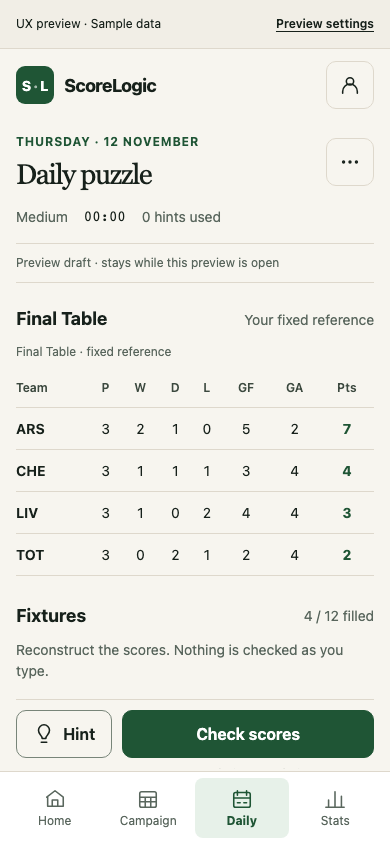 UX preview · Sample data
Preview settings
S·L
ScoreLogic
THURSDAY · 12 NOVEMBER
Daily puzzle
Medium 00:00 0 hints used
Preview draft · stays while this preview is open
Final Table
Your fixed reference
Final Table · fixed reference
Team P W D L GF GA Pts
ARS 3 2 1 0 5 2 7
CHE 3 1 1 1 3 4 4
LIV 3 1 0 2 4 4 3
TOT 3 0 2 1 2 4 2
Fixtures
4 / 12 filled
Reconstruct the scores. Nothing is checked as you
type.
Hint
Check scores
Home
Campaign
Daily
Stats